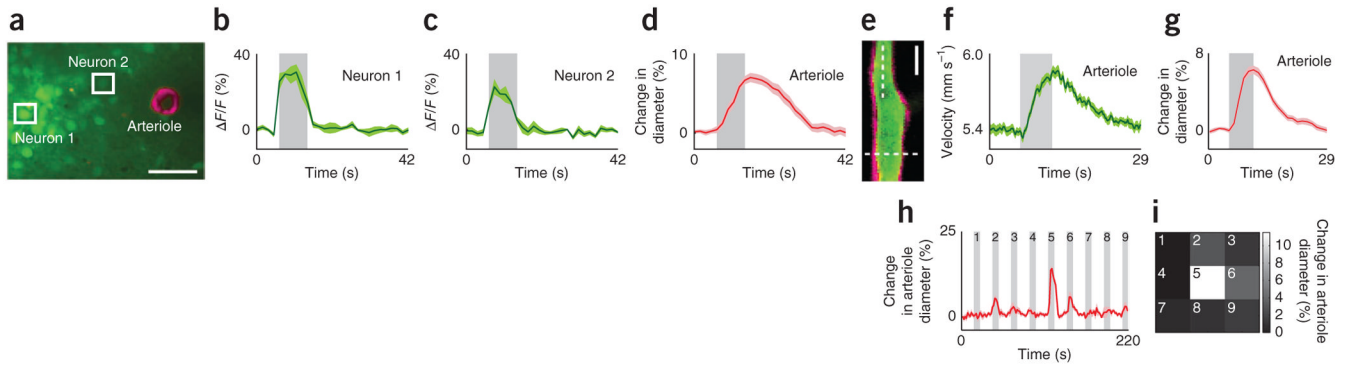 a
Neuron 2
Neuron 1
Arteriole
b
40
0
ΔF/F (%)
Neuron 1
0
42
Time (s)
c
40
0
ΔF/F (%)
Neuron 2
0
42
Time (s)
d
10
0
Change in
diameter (%)
Arteriole
0
42
Time (s)
e
f
6.0
5.4
Velocity (mm s⁻¹)
Arteriole
0
29
Time (s)
g
8
0
Change in
diameter (%)
Arteriole
0
29
Time (s)
h
25
0
Change
in arteriole
diameter (%)
1 2 3 4 5 6 7 8 9
0
220
Time (s)
i
1 2 3
4 5 6
7 8 9
10
8
6
4
2
0
Change in arteriole
diameter (%)